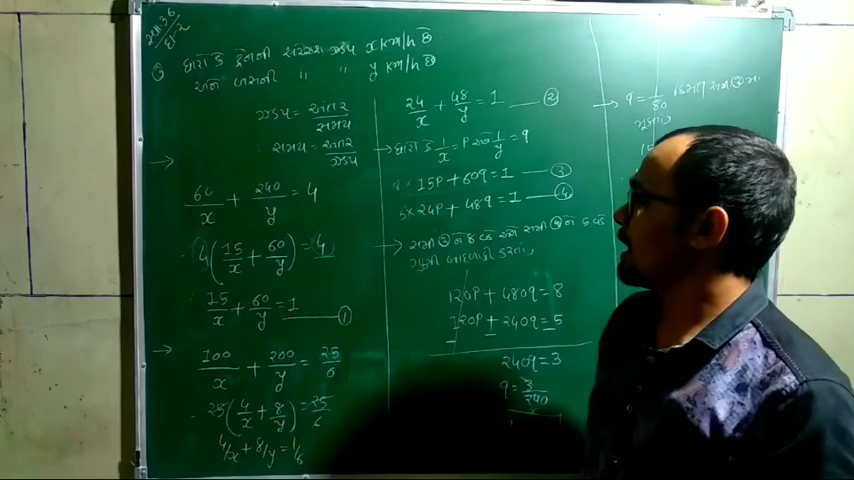 ધારો કે ટ્રેનની સરેરાશ ઝડપ x km/h છે
અને બસની " " y km/h છે
ઝડપ = અંતર / સમય
સમય = અંતર / ઝડપ
→ 60/x + 240/y = 4
4(15/x + 60/y) = 4
15/x + 60/y = 1 —— ①
→ 100/x + 200/y = 25/6
25(4/x + 8/y) = 25/6
4/x + 8/y = 1/6
24/x + 48/y = 1 —— ②
→ ધારો કે 1/x = P અને 1/y = q
8 × 15P + 60q = 1 —— ③
5 × 24P + 48q = 1 —— ④
→ સમી ③ ને 8 વડે અને સમી ④ ને 5 વડે
ગુણી બાદબાકી કરતાં,
120P + 480q = 8
120P + 240q = 5
240q = 3
q = 3/240
→ q = 1/80 કિંમત સમી ③ માં
મૂકતાં,